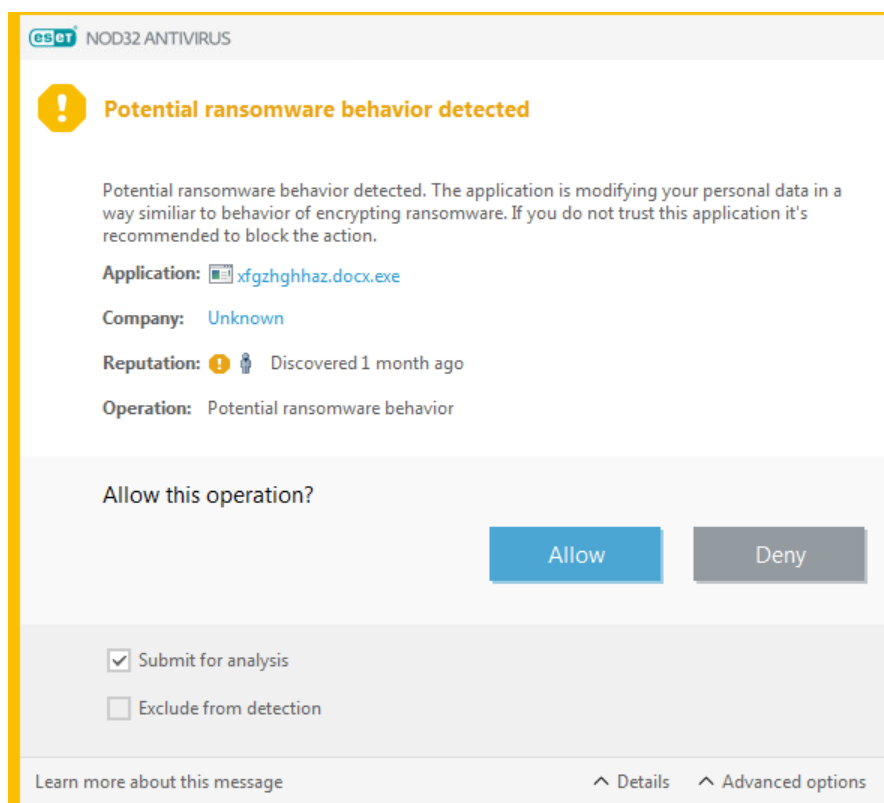 eseT NOD32 ANTIVIRUS
Potential ransomware behavior detected
Potential ransomware behavior detected. The application is modifying your personal data in a
way similiar to behavior of encrypting ransomware. If you do not trust this application it's
recommended to block the action.
Application: xfgzhghhaz.docx.exe
Company: Unknown
Reputation: Discovered 1 month ago
Operation: Potential ransomware behavior
Allow this operation?
Allow Deny
Submit for analysis
Exclude from detection
Learn more about this message Details Advanced options